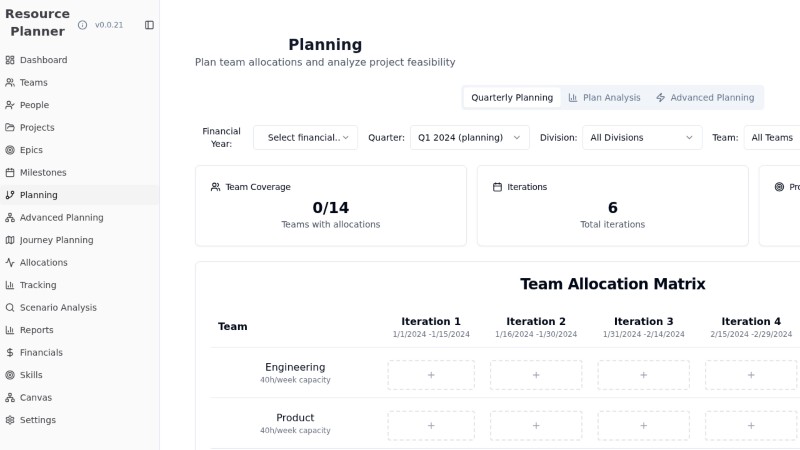 Resource
Planner
v0.0.21
Dashboard
Teams
People
Projects
Epics
Milestones
Planning
Advanced Planning
Journey Planning
Allocations
Tracking
Scenario Analysis
Reports
Financials
Skills
Canvas
Settings
Planning
Plan team allocations and analyze project feasibility
Quarterly Planning Plan Analysis Advanced Planning
Financial
Year:
Select financial.. Quarter: Q1 2024 (planning) Division: All Divisions Team: All Teams
Team Coverage
0/14
Teams with allocations
Iterations
6
Total iterations
Team Allocation Matrix
Team Iteration 1 Iteration 2 Iteration 3 Iteration 4
1/1/2024 -1/15/2024 1/16/2024 -1/30/2024 1/31/2024 -2/14/2024 2/15/2024 -2/29/2024
Engineering
40h/week capacity
+ + + +
Product
40h/week capacity
+ + + +